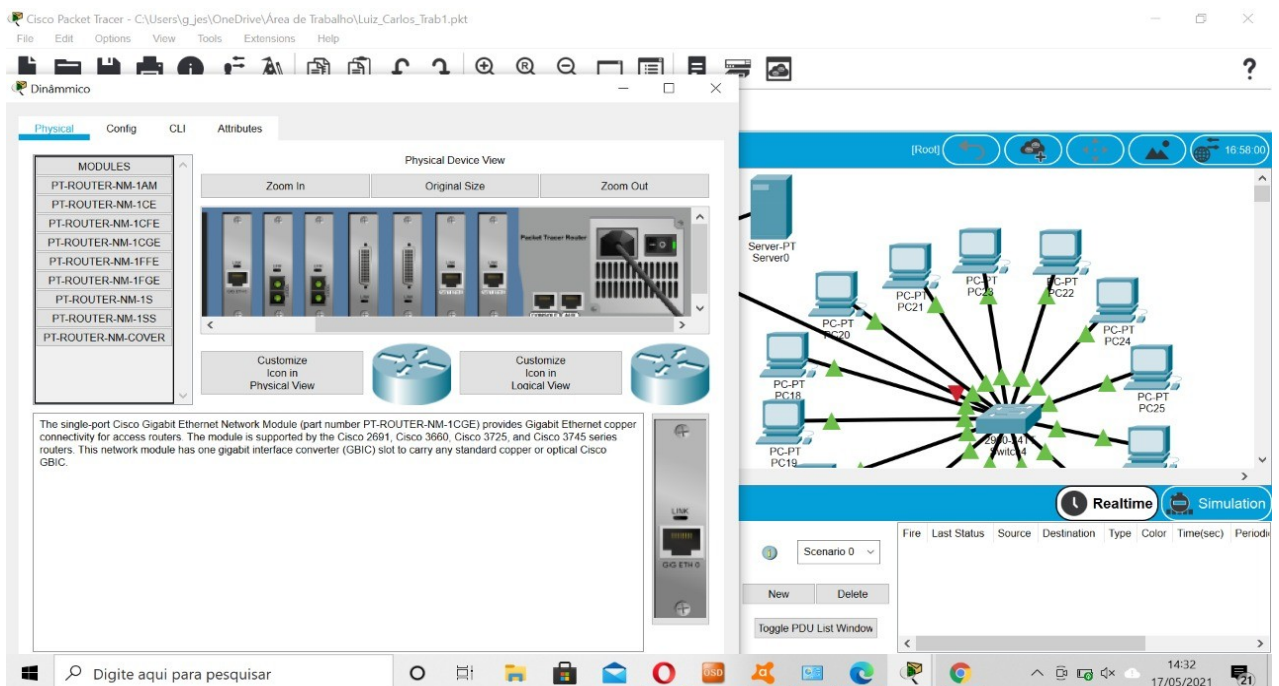 Cisco Packet Tracer - C:\Users\g_jes\OneDrive\Área de Trabalho\Luiz_Carlos_Trab1.pkt
File Edit Options View Tools Extensions Help
?
Dinâmmico
Physical Config CLI Attributes
MODULES
PT-ROUTER-NM-1AM
PT-ROUTER-NM-1CE
PT-ROUTER-NM-1CFE
PT-ROUTER-NM-1CGE
PT-ROUTER-NM-1FFE
PT-ROUTER-NM-1FGE
PT-ROUTER-NM-1S
PT-ROUTER-NM-1SS
PT-ROUTER-NM-COVER
Physical Device View
Zoom In Original Size Zoom Out
Packet Tracer Router
Customize
Icon in
Physical View
Customize
Icon in
Logical View
The single-port Cisco Gigabit Ethernet Network Module (part number PT-ROUTER-NM-1CGE) provides Gigabit Ethernet copper
connectivity for access routers. The module is supported by the Cisco 2691, Cisco 3660, Cisco 3725, and Cisco 3745 series
routers. This network module has one gigabit interface converter (GBIC) slot to carry any standard copper or optical Cisco
GBIC.
LINK
GIG ETH 0
[Root] 16:58:00
Server-PT
Server0
PC-PT
PC21
PC-PT
PC23
PC-PT
PC22
PC-PT
PC20
PC-PT
PC24
PC-PT
PC18
PC-PT
PC25
PC-PT
PC19
Switch4
Realtime Simulation
Scenario 0
New Delete
Toggle PDU List Window
Fire Last Status Source Destination Type Color Time(sec) Periodi
Digite aqui para pesquisar
GSD
14:32
17/05/2021
21